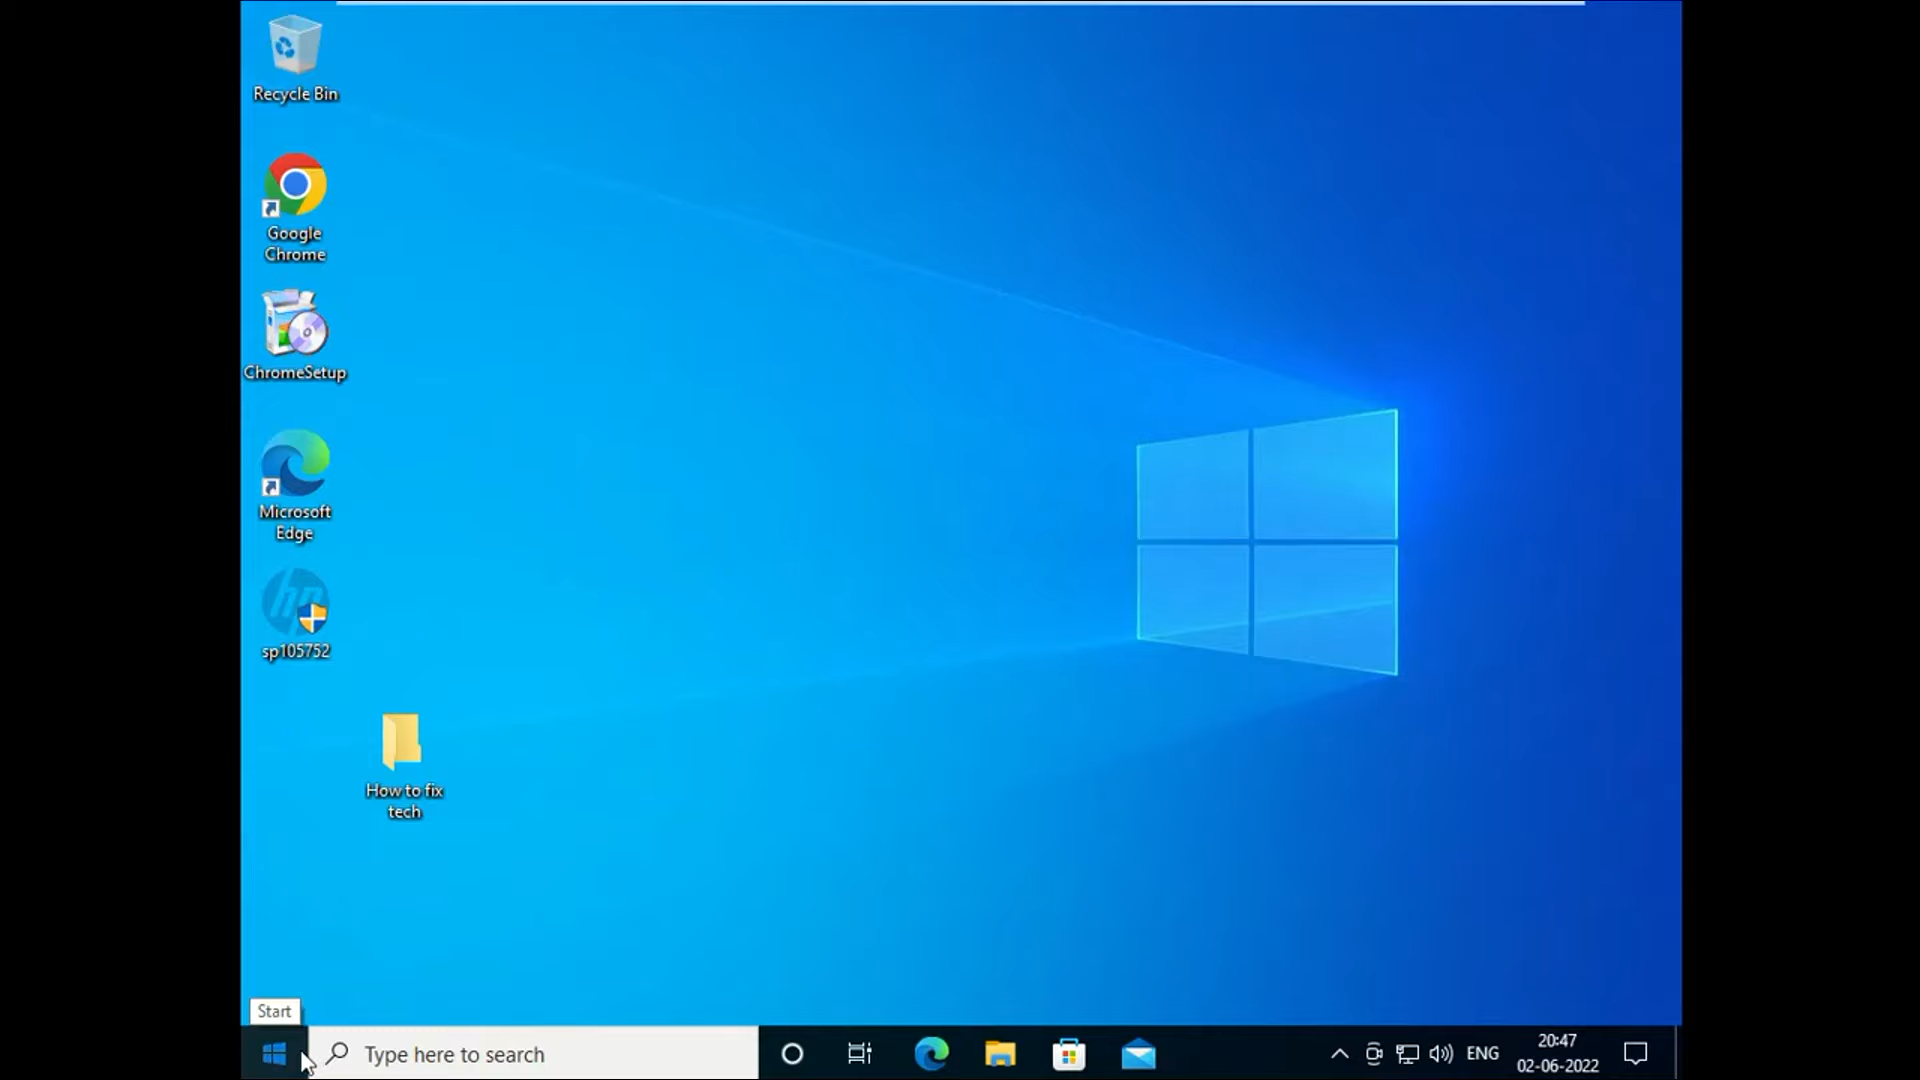 Recycle Bin
Google
Chrome
ChromeSetup
Microsoft
Edge
hp
sp105752
How to fix
tech
Start
Type here to search
ENG
20:47
02-06-2022